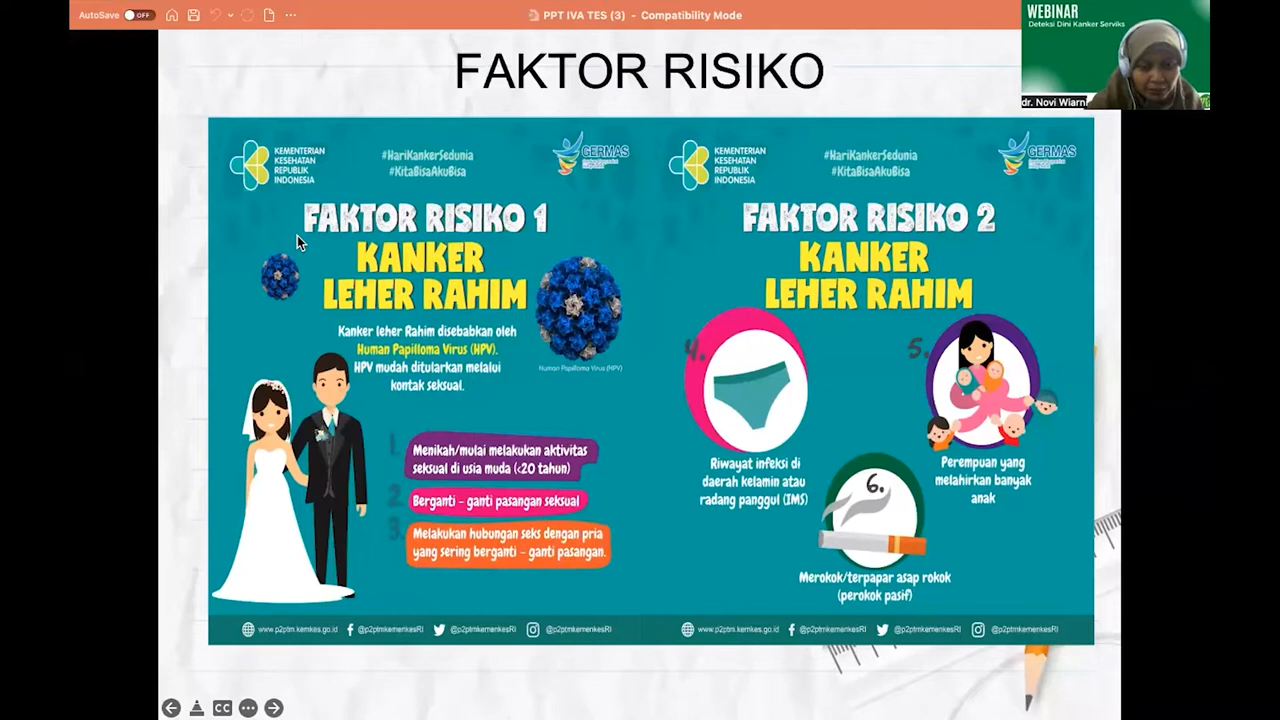 AutoSave OFF
PPT IVA TES (3) - Compatibility Mode
WEBINAR
Deteksi Dini Kanker Serviks
dr. Novi Wiarni
FAKTOR RISIKO
KEMENTERIAN
KESEHATAN
REPUBLIK
INDONESIA
#HariKankerSedunia
#KitaBisaAkuBisa
GERMAS
FAKTOR RISIKO 1
KANKER
LEHER RAHIM
Kanker leher Rahim disebabkan oleh
Human Papilloma Virus (HPV).
HPV mudah ditularkan melalui
kontak seksual.
Human Papilloma Virus (HPV)
1.
Menikah/mulai melakukan aktivitas
seksual di usia muda (<20 tahun)
2.
Berganti - ganti pasangan seksual
3.
Melakukan hubungan seks dengan pria
yang sering berganti - ganti pasangan.
www.p2ptm.kemkes.go.id
@p2ptmkemenkesRI
@p2ptmkemenkesRI
@p2ptmkemenkesRI
KEMENTERIAN
KESEHATAN
REPUBLIK
INDONESIA
#HariKankerSedunia
#KitaBisaAkuBisa
GERMAS
FAKTOR RISIKO 2
KANKER
LEHER RAHIM
4.
Riwayat infeksi di
daerah kelamin atau
radang panggul (IMS)
5.
Perempuan yang
melahirkan banyak
anak
6.
Merokok/terpapar asap rokok
(perokok pasif)
www.p2ptm.kemkes.go.id
@p2ptmkemenkesRI
@p2ptmkemenkesRI
@p2ptmkemenkesRI
CC